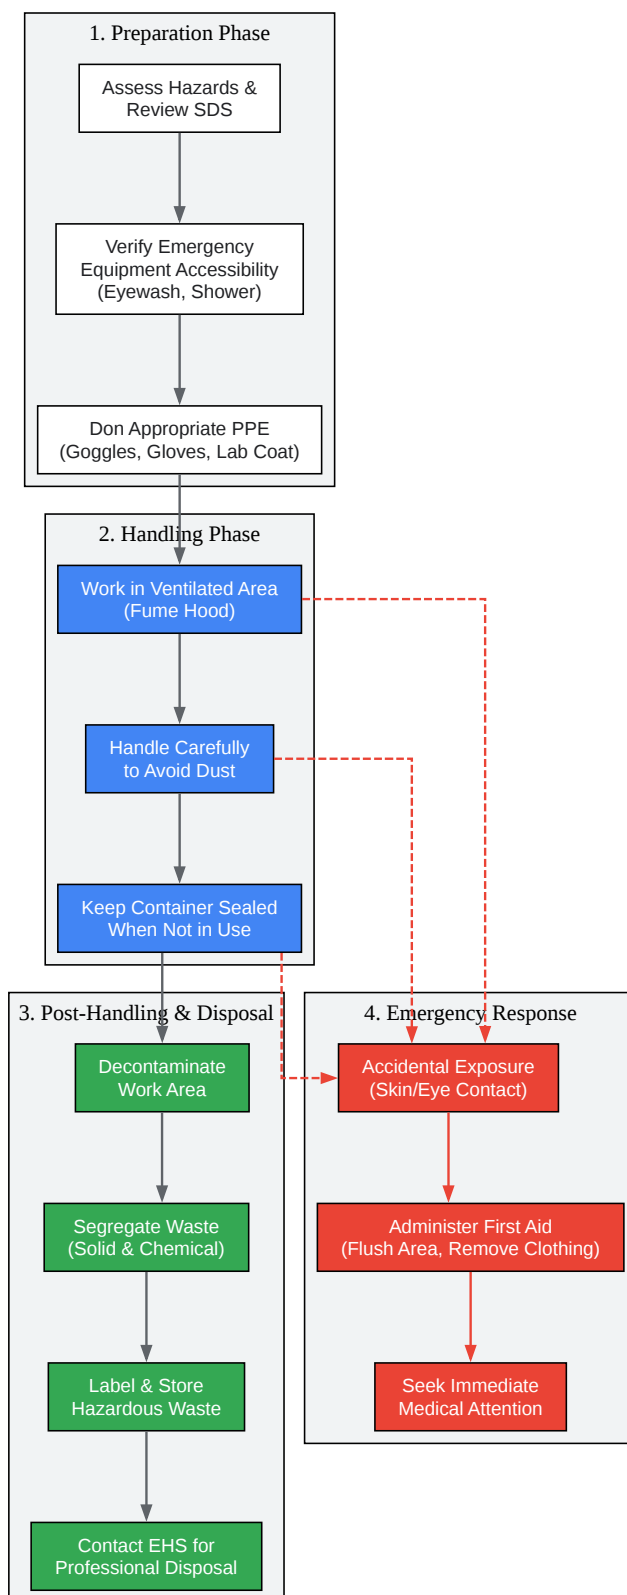 1. Preparation Phase
Assess Hazards &
Review SDS
Verify Emergency
Equipment Accessibility
(Eyewash, Shower)
Don Appropriate PPE
(Goggles, Gloves, Lab Coat)
2. Handling Phase
Work in Ventilated Area
(Fume Hood)
Handle Carefully
to Avoid Dust
Keep Container Sealed
When Not in Use
3. Post-Handling & Disposal
Decontaminate
Work Area
Segregate Waste
(Solid & Chemical)
Label & Store
Hazardous Waste
Contact EHS for
Professional Disposal
4. Emergency Response
Accidental Exposure
(Skin/Eye Contact)
Administer First Aid
(Flush Area, Remove Clothing)
Seek Immediate
Medical Attention